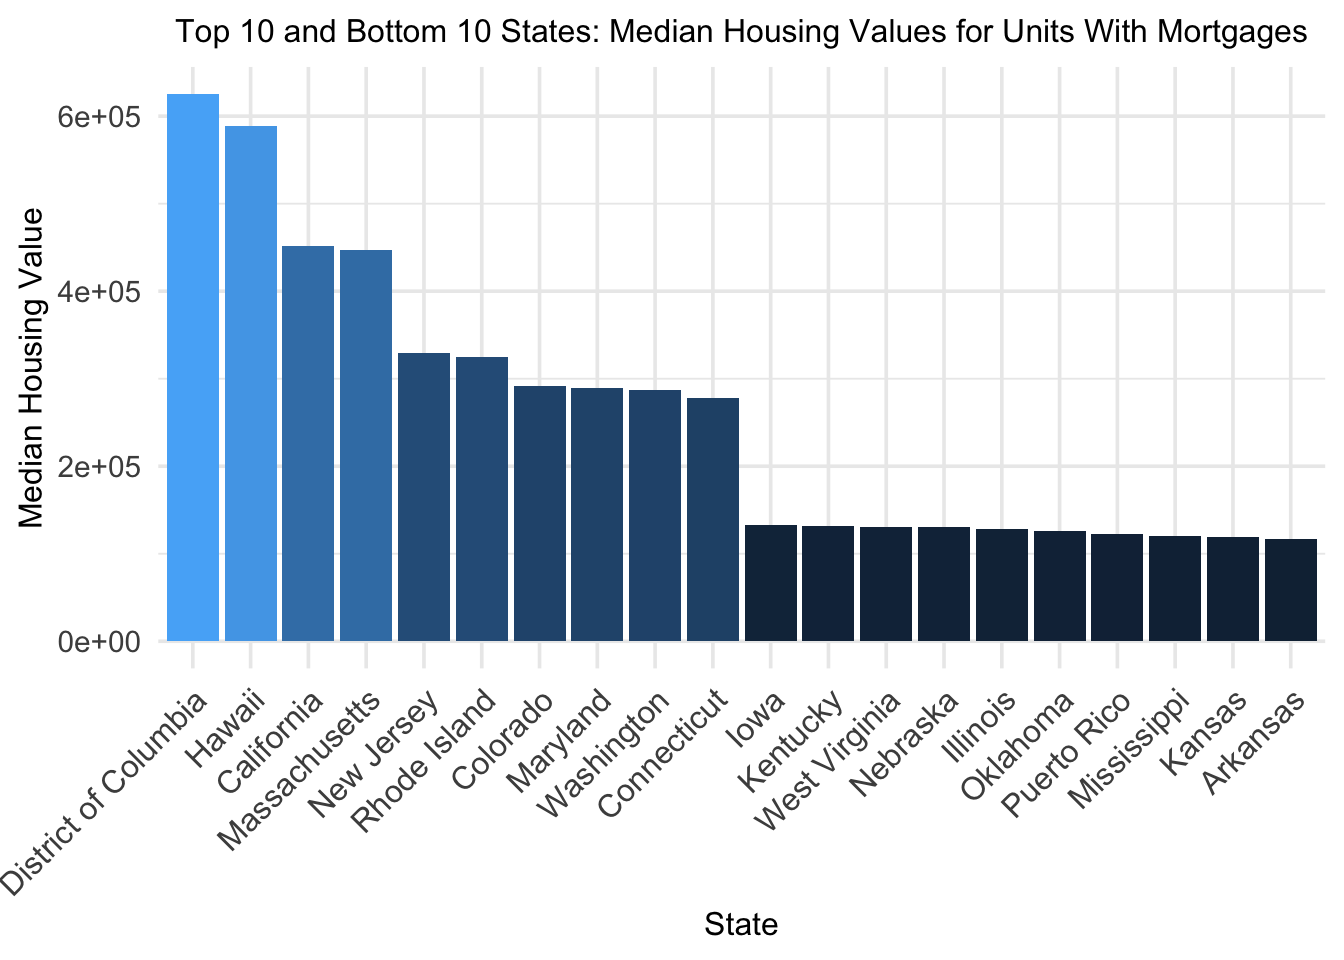 Top 10 and Bottom 10 States: Median Housing Values for Units With Mortgages
Median Housing Value
6e+05
4e+05
2e+05
0e+00
District of Columbia
Hawaii
California
Massachusetts
New Jersey
Rhode Island
Colorado
Maryland
Washington
Connecticut
Iowa
Kentucky
West Virginia
Nebraska
Illinois
Oklahoma
Puerto Rico
Mississippi
Kansas
Arkansas
State